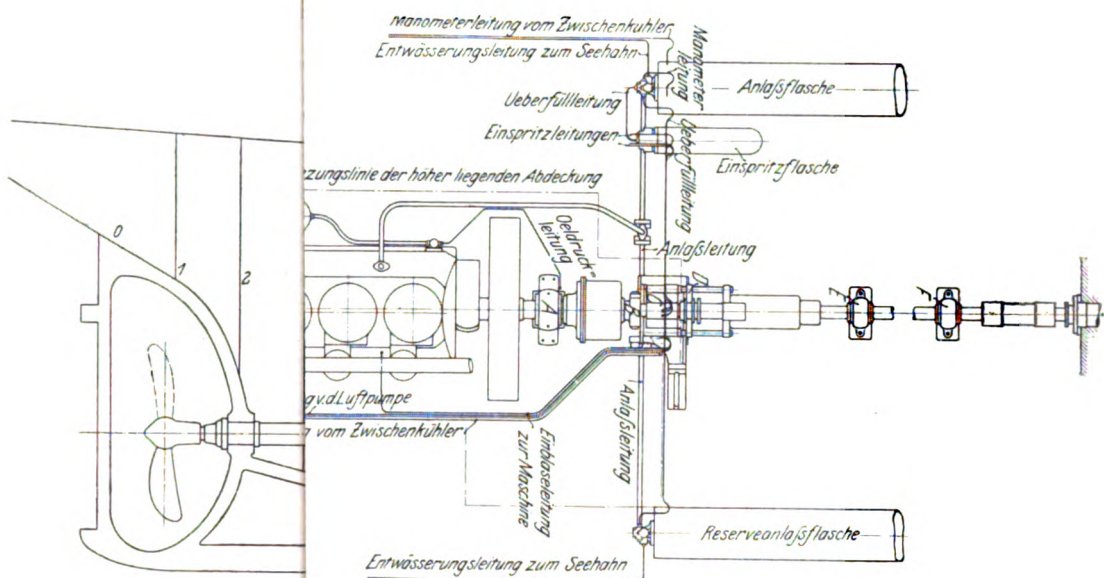 Manometerleitung vom Zwischenkühler
Entwässerungsleitung zum Seehahn
Manometer
leitung
Anlaßflasche
Ueberfülleitung
Einspritzleitungen
Ueberfülleitung
Einspritzflasche
zungslinie der höher liegenden Abdeckung
Oeldruck-
leitung
Anlaßleitung
0
1
2
A
B
D
J
J
g v.d. Luftpumpe
vom Zwischenkühler
Einblaseleitung
zur Maschine
Anlaßleitung
Reserveanlaßflasche
Entwässerungsleitung zum Seehahn